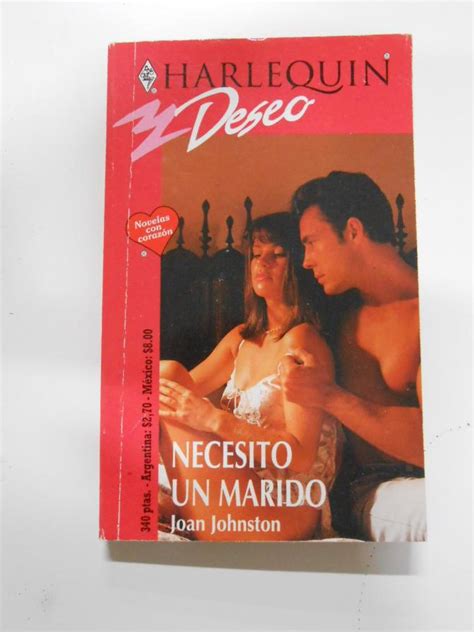 HARLEQUIN
Deseo
Novelas
con
corazón
340 ptas. - Argentina: $2,70 - México: $8.00
NECESITO
UN MARIDO
Joan Johnston